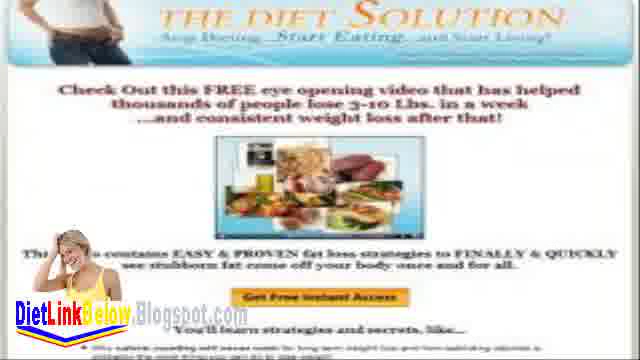 THE DIET SOLUTION
Stop Dieting...Start Eating...and Start Living!
Check Out this FREE eye opening video that has helped
thousands of people lose 3-10 Lbs. in a week
...and consistent weight loss after that!
contains EASY & PROVEN fat loss strategies to FINALLY & QUICKLY
see stubborn fat come off your body once and for all.
Get Free Instant Access
DietLinkBelow.Blogspot.com
You'll learn strategies and secrets, like...